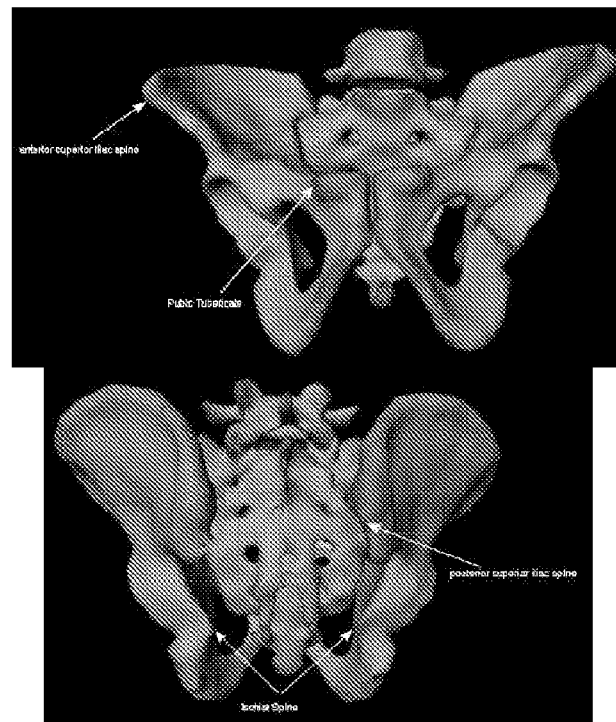 anterior superior iliac spine
Pubic Tubercle
posterior superior iliac spine
Ischial Spine